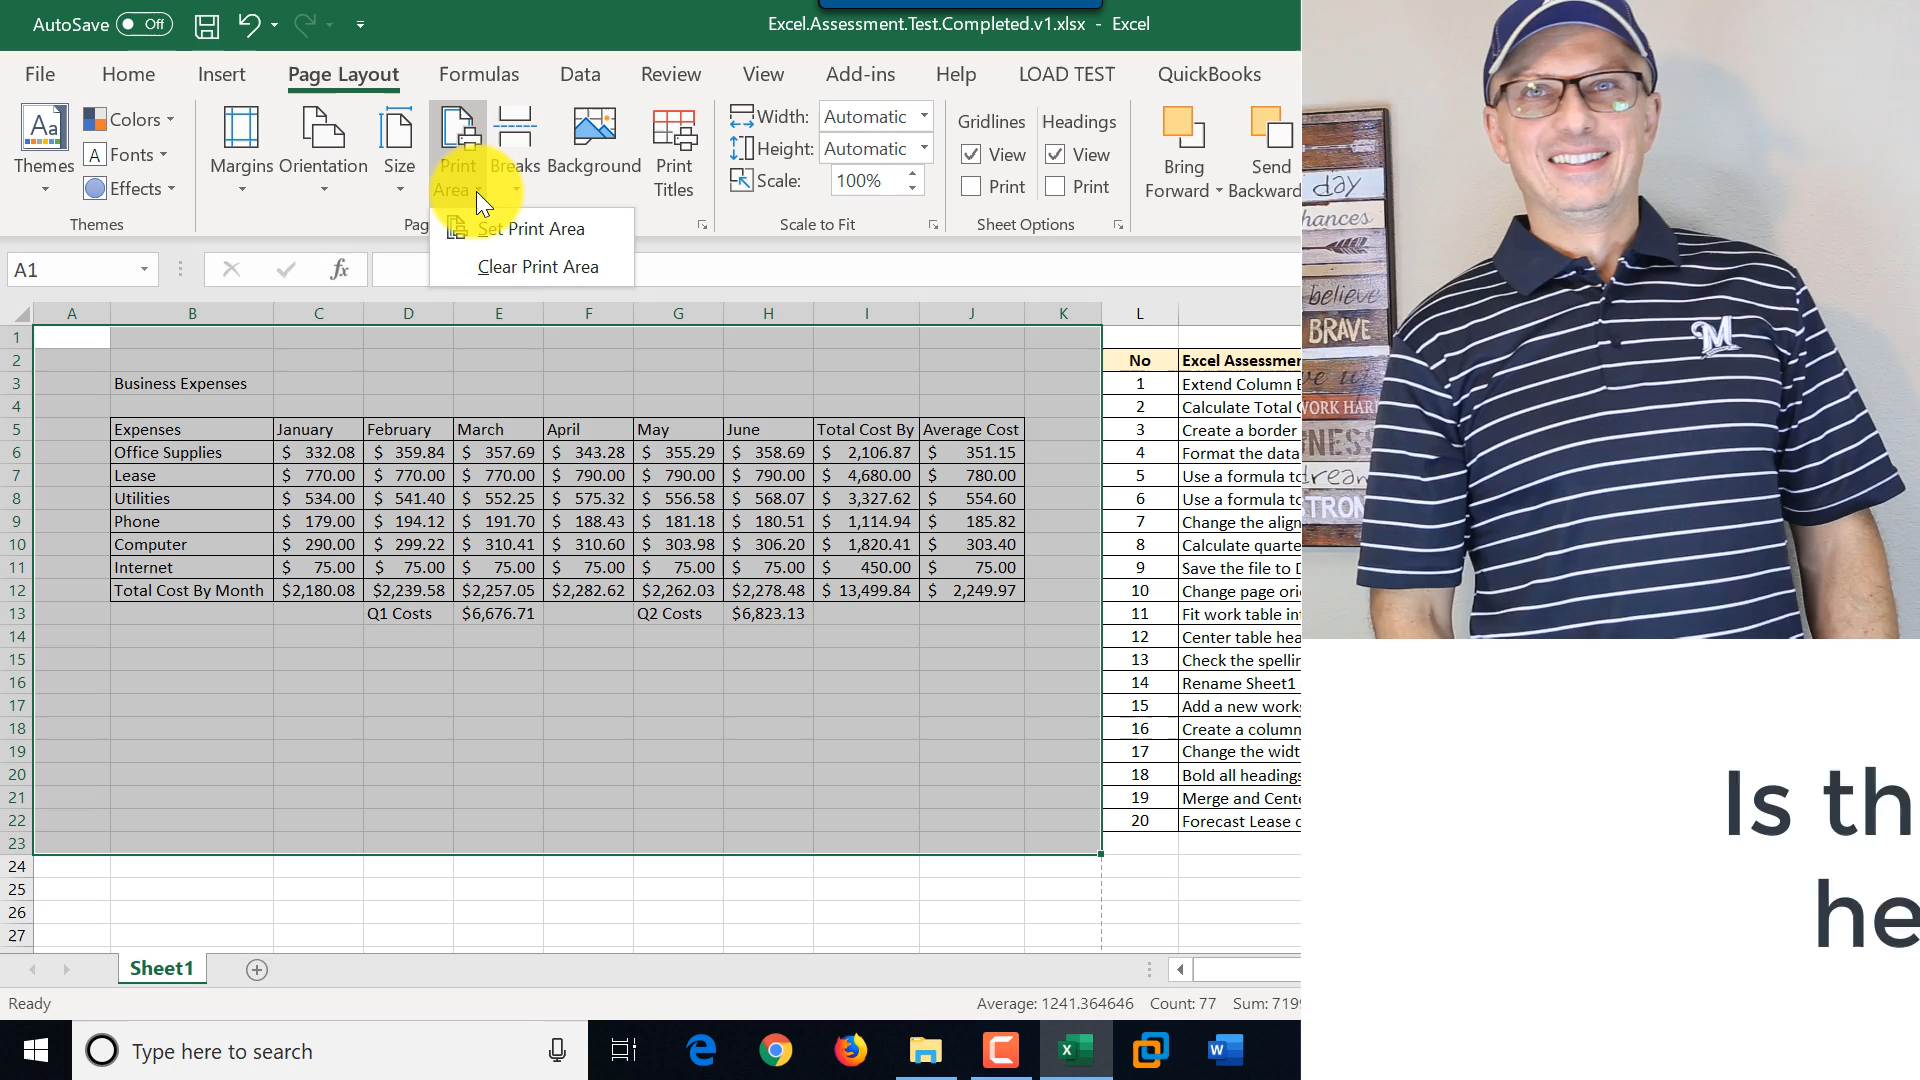 AutoSave Off
Excel.Assessment.Test.Completed.v1.xlsx - Excel
File Home Insert Page Layout Formulas Data Review View Add-ins Help LOAD TEST QuickBooks
Aa
Themes
Colors
A Fonts
Effects
Margins
Orientation
Size
Print Area
Breaks
Background
Print Titles
Width: Automatic
Height: Automatic
Scale: 100%
Gridlines
View
Print
Headings
View
Print
Bring Forward
Send Backward
Themes
Pag
Scale to Fit
Sheet Options
Set Print Area
Clear Print Area
A1
fx
A B C D E F G H I J K L
1
2 No Excel Assessmen
3 Business Expenses 1 Extend Column
4 2 Calculate Total
5 Expenses January February March April May June Total Cost By Average Cost 3 Create a border
6 Office Supplies $ 332.08 $ 359.84 $ 357.69 $ 343.28 $ 355.29 $ 358.69 $ 2,106.87 $ 351.15 4 Format the data
7 Lease $ 770.00 $ 770.00 $ 770.00 $ 790.00 $ 790.00 $ 790.00 $ 4,680.00 $ 780.00 5 Use a formula to
8 Utilities $ 534.00 $ 541.40 $ 552.25 $ 575.32 $ 556.58 $ 568.07 $ 3,327.62 $ 554.60 6 Use a formula to
9 Phone $ 179.00 $ 194.12 $ 191.70 $ 188.43 $ 181.18 $ 180.51 $ 1,114.94 $ 185.82 7 Change the align
10 Computer $ 290.00 $ 299.22 $ 310.41 $ 310.60 $ 303.98 $ 306.20 $ 1,820.41 $ 303.40 8 Calculate quarte
11 Internet $ 75.00 $ 75.00 $ 75.00 $ 75.00 $ 75.00 $ 75.00 $ 450.00 $ 75.00 9 Save the file to
12 Total Cost By Month $2,180.08 $2,239.58 $2,257.05 $2,282.62 $2,262.03 $2,278.48 $ 13,499.84 $ 2,249.97 10 Change page ori
13 Q1 Costs $6,676.71 Q2 Costs $6,823.13 11 Fit work table in
14 12 Center table hea
15 13 Check the spellin
16 14 Rename Sheet1
17 15 Add a new works
18 16 Create a column
19 17 Change the widt
20 18 Bold all headings
21 19 Merge and Cente
22 20 Forecast Lease
23
24
25
26
27
Sheet1
Ready
Average: 1241.364646 Count: 77 Sum: 7199
Type here to search
day
chances
believe
BRAVE
WORK HAR
NESS
dream
STRON
M
Is th
he